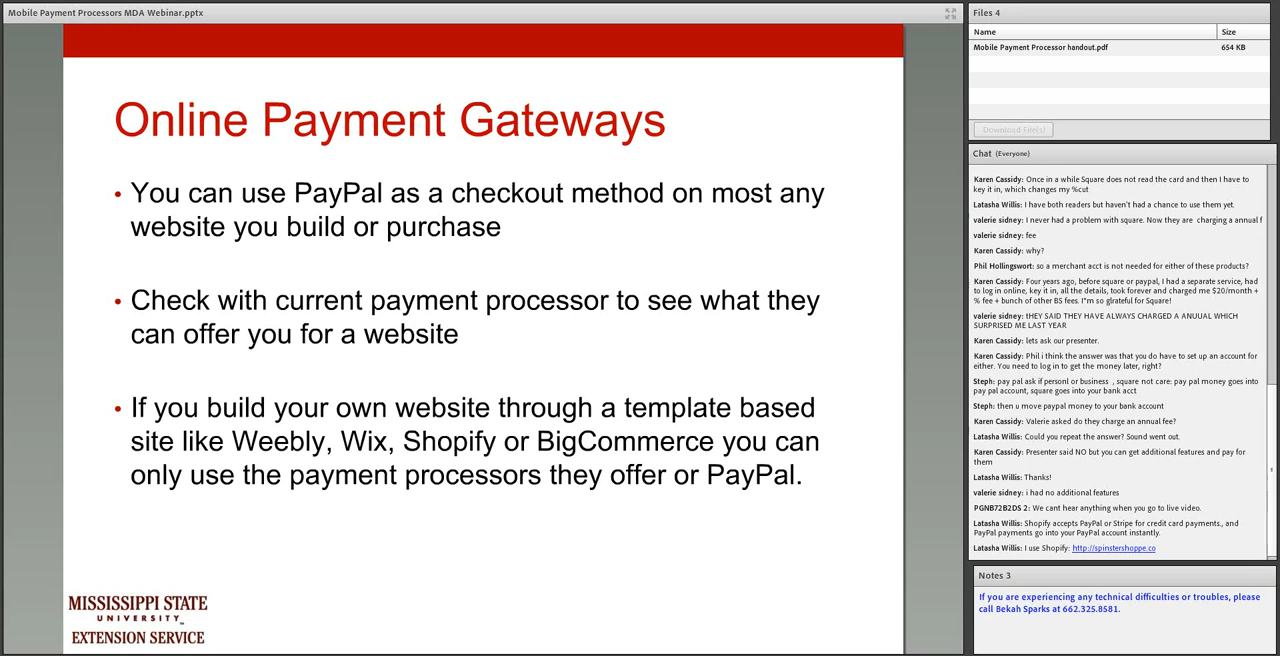 Mobile Payment Processors MDA Webinar.pptx
Online Payment Gateways
• You can use PayPal as a checkout method on most any
website you build or purchase
• Check with current payment processor to see what they
can offer you for a website
• If you build your own website through a template based
site like Weebly, Wix, Shopify or BigCommerce you can
only use the payment processors they offer or PayPal.
MISSISSIPPI STATE
UNIVERSITY™
EXTENSION SERVICE
Files 4
Name Size
Mobile Payment Processor handout.pdf 654 KB
Download File(s)
Chat (Everyone)
Karen Cassidy: Once in a while Square does not read the card and then I have to
key it in, which changes my %cut
Latasha Willis: I have both readers but haven't had a chance to use them yet.
valerie sidney: I never had a problem with square. Now they are charging a annual f
valerie sidney: fee
Karen Cassidy: why?
Phil Hollingswort: so a merchant acct is not needed for either of these products?
Karen Cassidy: Four years ago, before square or paypal, I had a separate service, had
to log in online, key it in, all the details, took forever and charged me $20/month +
% fee + bunch of other BS fees. I"m so glrateful for Square!
valerie sidney: tHEY SAID THEY HAVE ALWAYS CHARGED A ANUUAL WHICH
SURPRISED ME LAST YEAR
Karen Cassidy: lets ask our presenter.
Karen Cassidy: Phil i think the answer was that you do have to set up an account for
either. You need to log in to get the money later, right?
Steph: pay pal ask if personl or business , square not care: pay pal money goes into
pay pal account, square goes into your bank acct
Steph: then u move paypal money to your bank account
Karen Cassidy: Valerie asked do they charge an annual fee?
Latasha Willis: Could you repeat the answer? Sound went out.
Karen Cassidy: Presenter said NO but you can get additional features and pay for
them
Latasha Willis: Thanks!
valerie sidney: i had no additional features
PGNB72B2DS 2: We cant hear anything when you go to live video.
Latasha Willis: Shopify accepts PayPal or Stripe for credit card payments., and
PayPal payments go into your PayPal account instantly.
Latasha Willis: I use Shopify: http://spinstershoppe.co
Notes 3
If you are experiencing any technical difficulties or troubles, please
call Bekah Sparks at 662.325.8581.